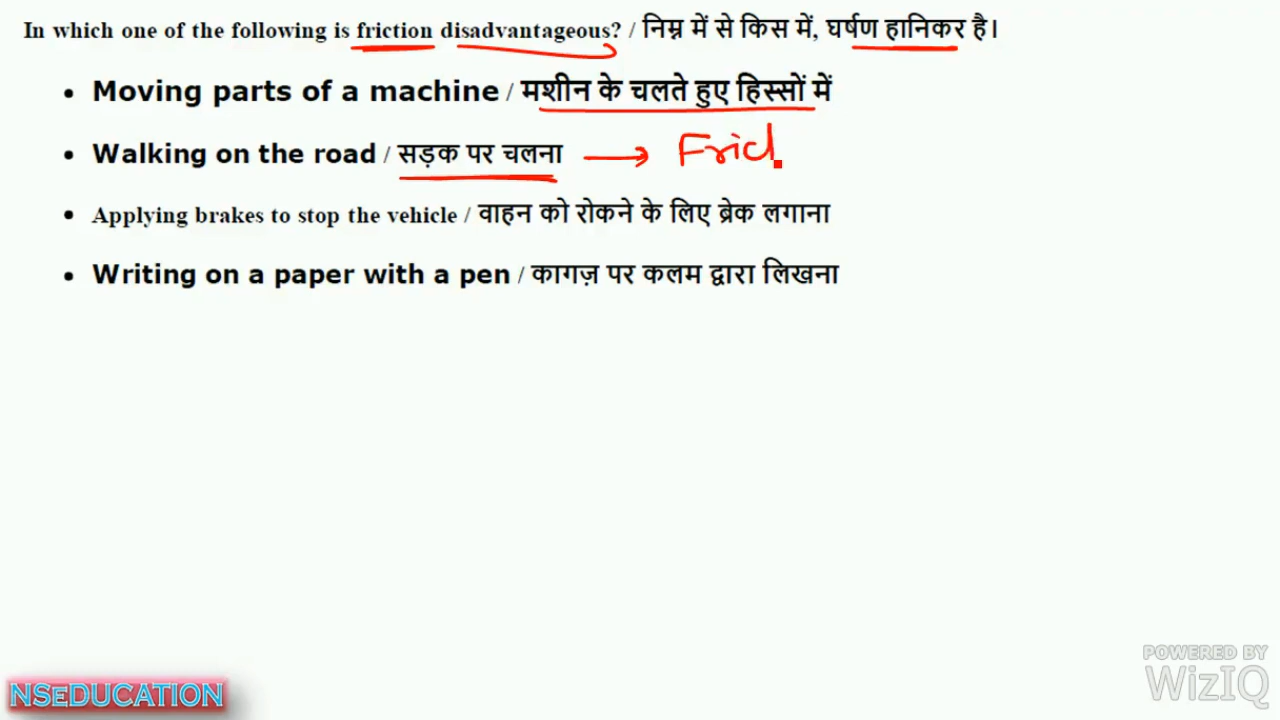 In which one of the following is friction disadvantageous? / निम्न में से किस में, घर्षण हानिकर है।
• Moving parts of a machine / मशीन के चलते हुए हिस्सों में
• Walking on the road / सड़क पर चलना → Frict
• Applying brakes to stop the vehicle / वाहन को रोकने के लिए ब्रेक लगाना
• Writing on a paper with a pen / कागज़ पर कलम द्वारा लिखना
NSEDUCATION
POWERED BY
WizIQ